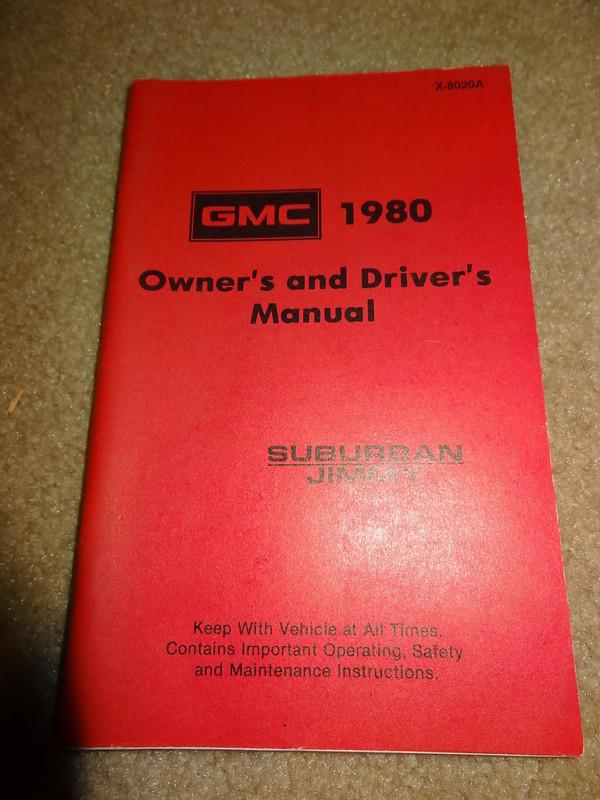 X-8020A
GMC 1980
Owner's and Driver's
Manual
SUBURBAN
JIMMY
Keep With Vehicle at All Times.
Contains Important Operating, Safety
and Maintenance Instructions.